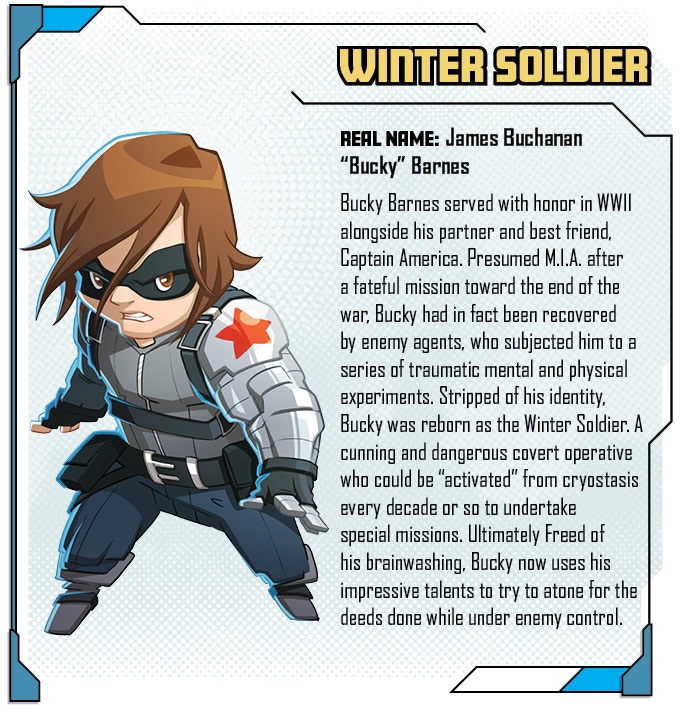 WINTER SOLDIER
REAL NAME: James Buchanan
“Bucky” Barnes
Bucky Barnes served with honor in WWII
alongside his partner and best friend,
Captain America. Presumed M.I.A. after
a fateful mission toward the end of the
war, Bucky had in fact been recovered
by enemy agents, who subjected him to a
series of traumatic mental and physical
experiments. Stripped of his identity,
Bucky was reborn as the Winter Soldier. A
cunning and dangerous covert operative
who could be “activated” from cryostasis
every decade or so to undertake
special missions. Ultimately Freed of
his brainwashing, Bucky now uses his
impressive talents to try to atone for the
deeds done while under enemy control.